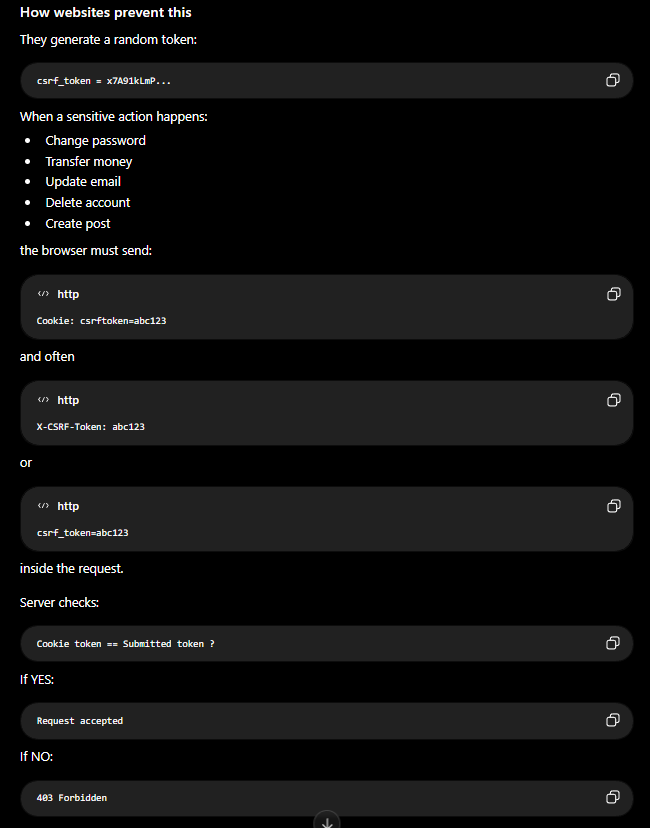 How websites prevent this
They generate a random token:
csrf_token = x7A91kLmP...
When a sensitive action happens:
• Change password
• Transfer money
• Update email
• Delete account
• Create post
the browser must send:
</> http
Cookie: csrftoken=abc123
and often
</> http
X-CSRF-Token: abc123
or
</> http
csrf_token=abc123
inside the request.
Server checks:
Cookie token == Submitted token ?
If YES:
Request accepted
If NO:
403 Forbidden